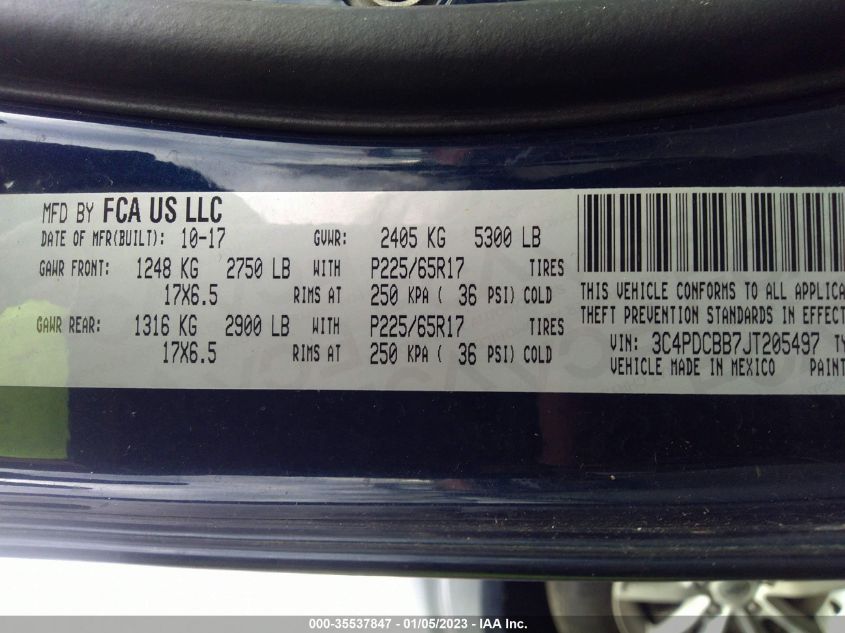 MFD BY FCA US LLC
DATE OF MFR(BUILT): 10-17 GVWR: 2405 KG 5300 LB
GAWR FRONT: 1248 KG 2750 LB WITH P225/65R17 TIRES
17X6.5 RIMS AT 250 KPA ( 36 PSI) COLD
GAWR REAR: 1316 KG 2900 LB WITH P225/65R17 TIRES
17X6.5 RIMS AT 250 KPA ( 36 PSI) COLD
THIS VEHICLE CONFORMS TO ALL APPLICA
THEFT PREVENTION STANDARDS IN EFFECT
VIN: 3C4PDCBB7JT205497 TY
VEHICLE MADE IN MEXICO PAINT
000-35537847 - 01/05/2023 - IAA Inc.